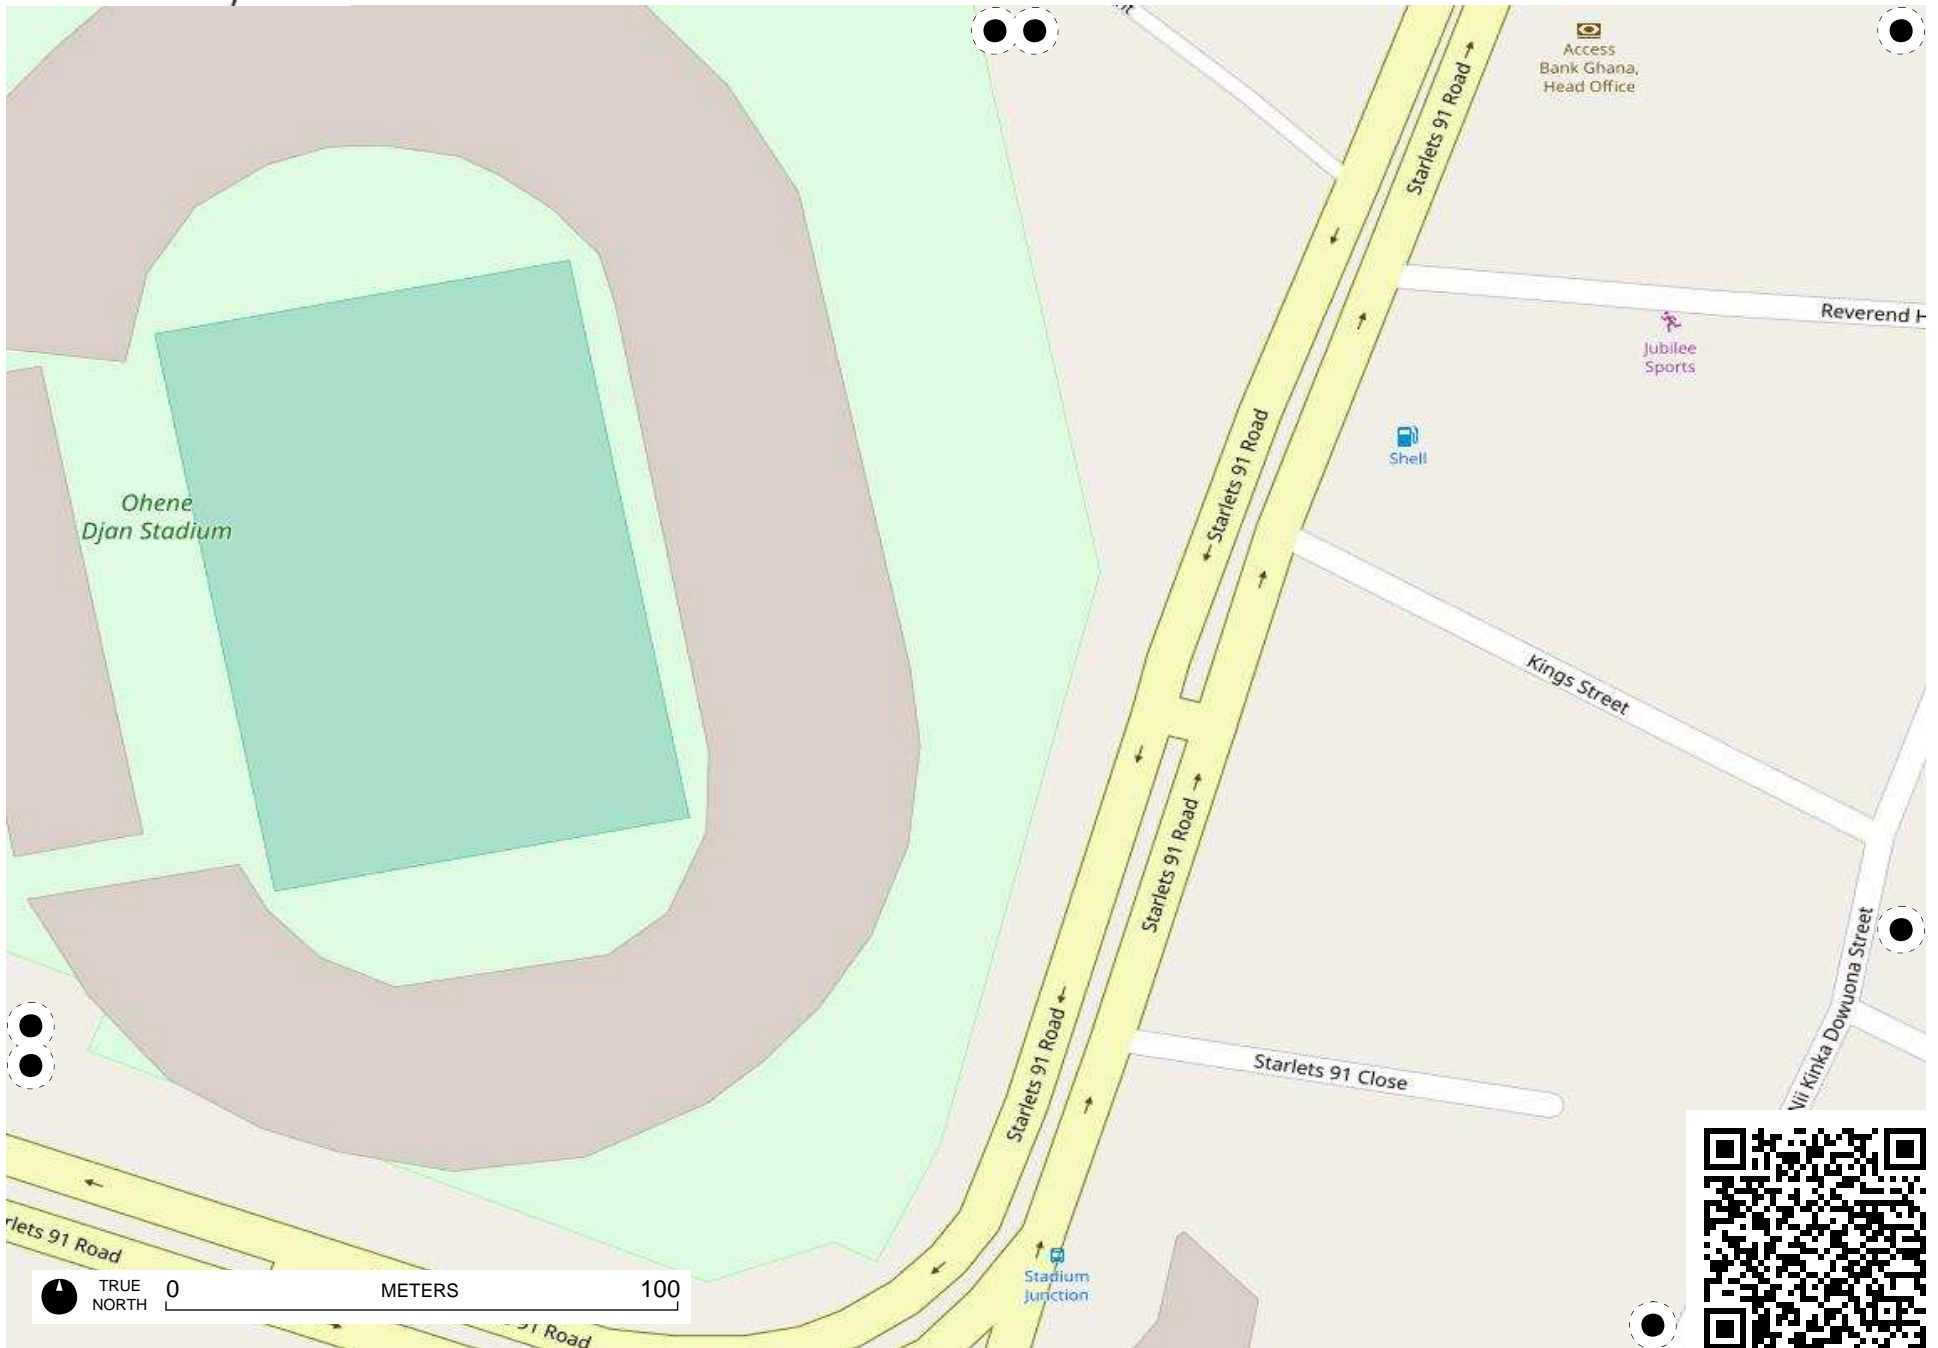 Access
Bank Ghana,
Head Office
Starlets 91 Road
Reverend H
Jubilee
Sports
Shell
Starlets 91 Road
Ohene
Djan Stadium
Kings Street
Starlets 91 Road
Nii Kinka Dowuona Street
Starlets 91 Road
Starlets 91 Close
rlets 91 Road
Stadium
Junction
TRUE
NORTH
0 METERS 100
91 Road